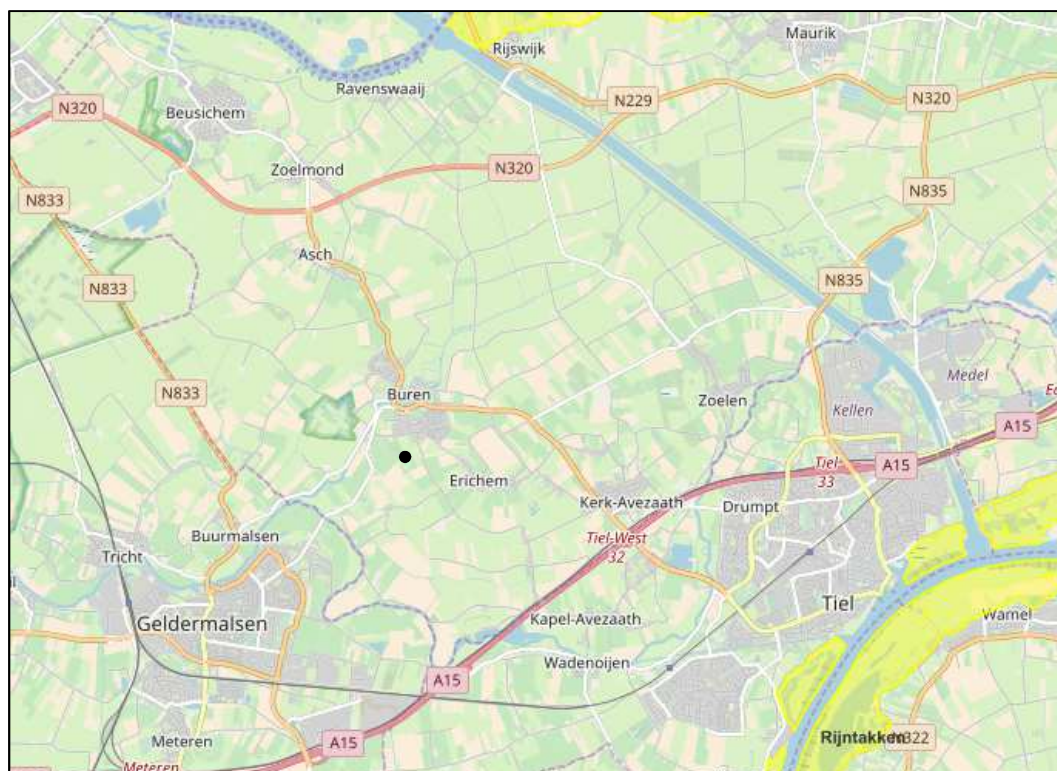 Rijswijk
Maurik
Ravenswaaij
N229
N320
Beusichem
N320
Zoelmond
N320
N835
N833
Asch
N835
N833
Medel
N833
Buren
Zoelen
Kellen
A15
Erichem
Tiel-
33
A15
Kerk-Avezaath
Drumpt
Buurmalsen
Tiel-West
32
Tricht
Geldermalsen
Tiel
Wamel
Kapel-Avezaath
Wadenoijen
A15
Meteren
A15
Rijntakken
N322
Meteren